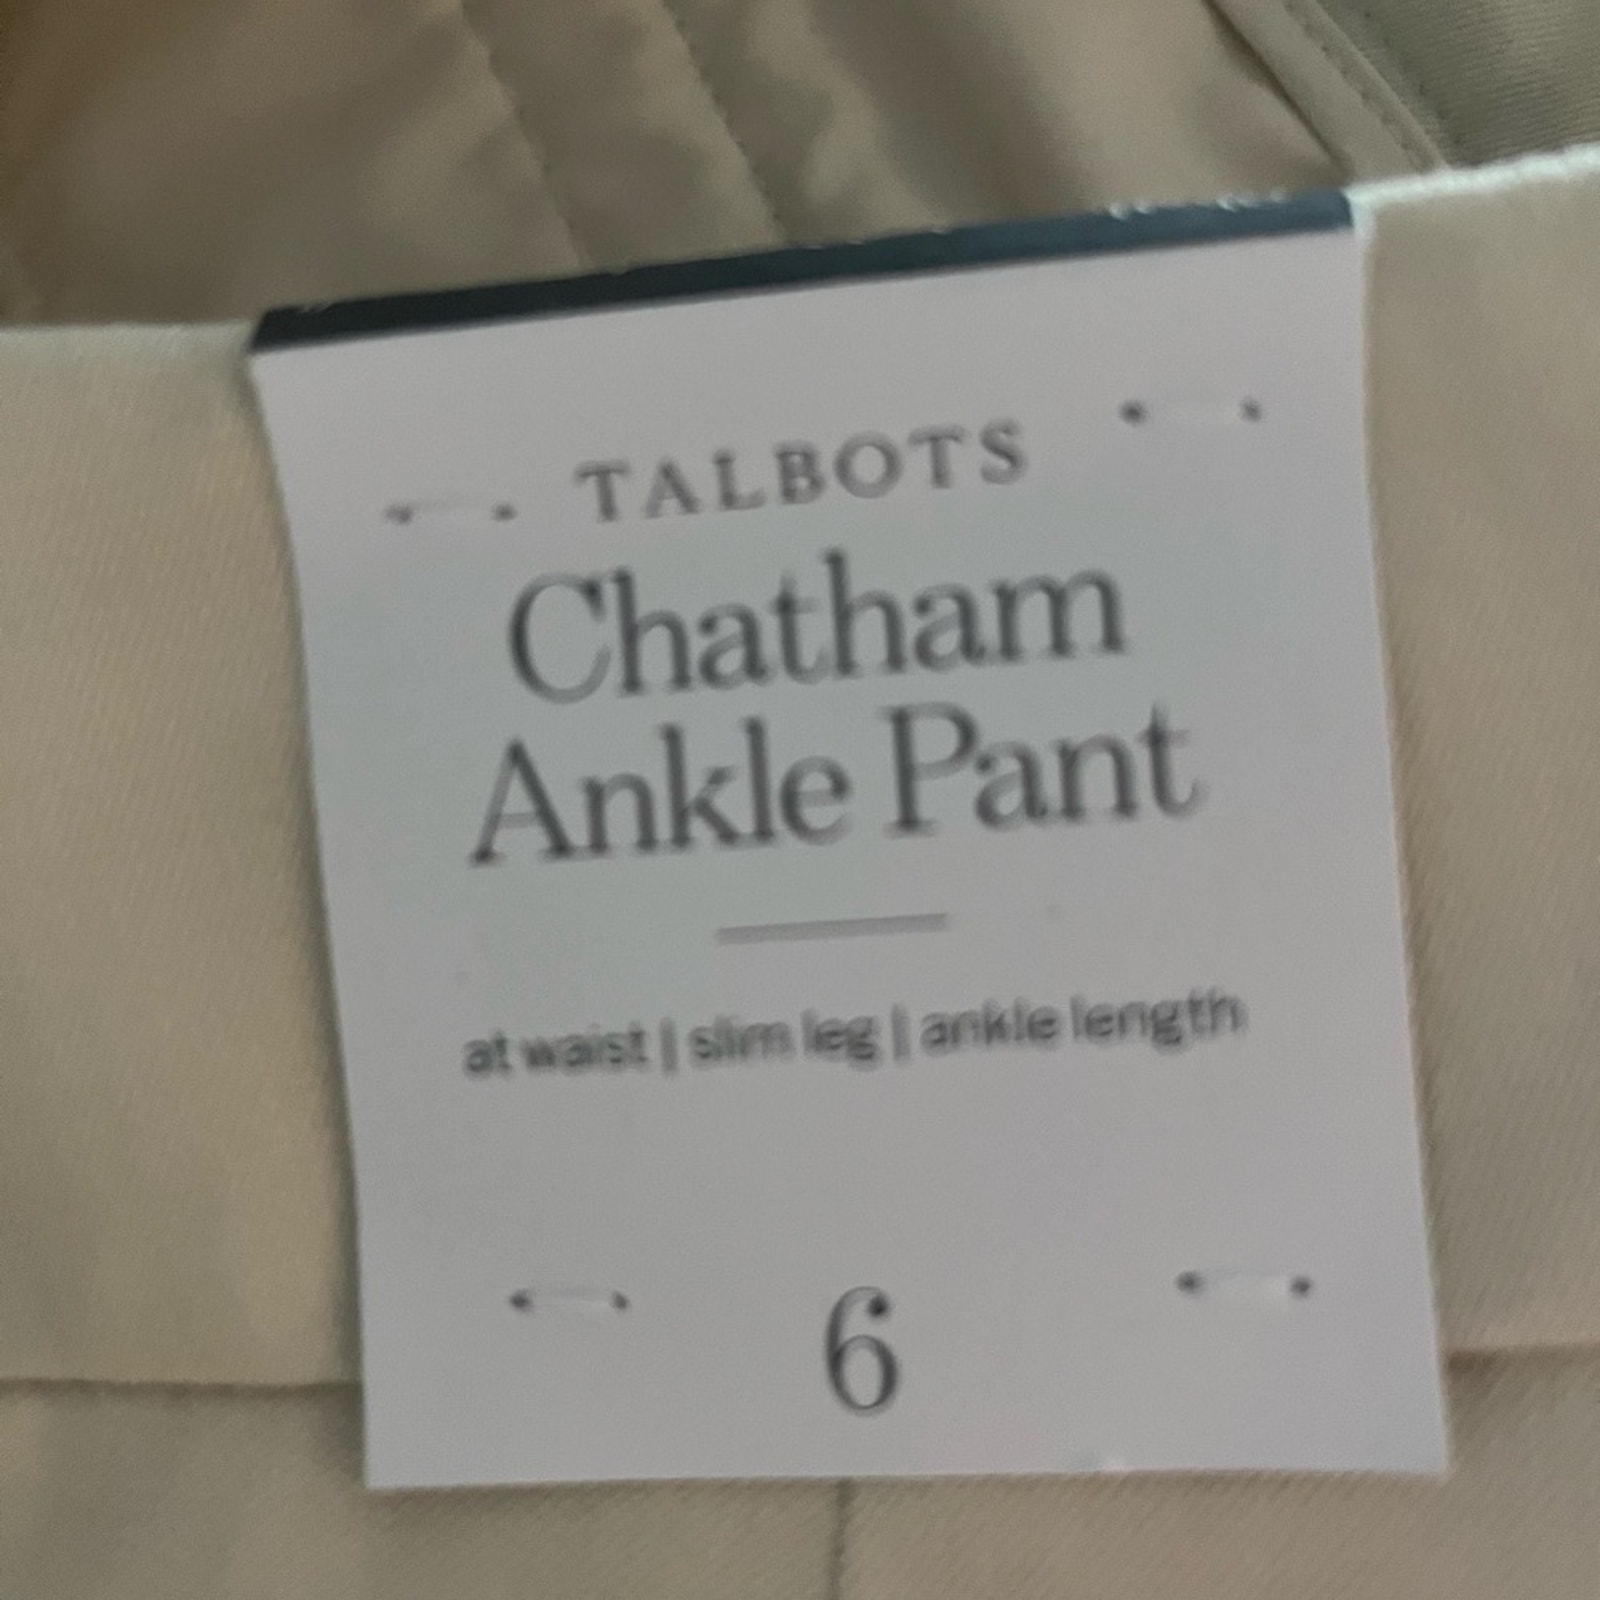 TALBOTS
Chatham
Ankle Pant
at waist | slim leg | ankle length
6